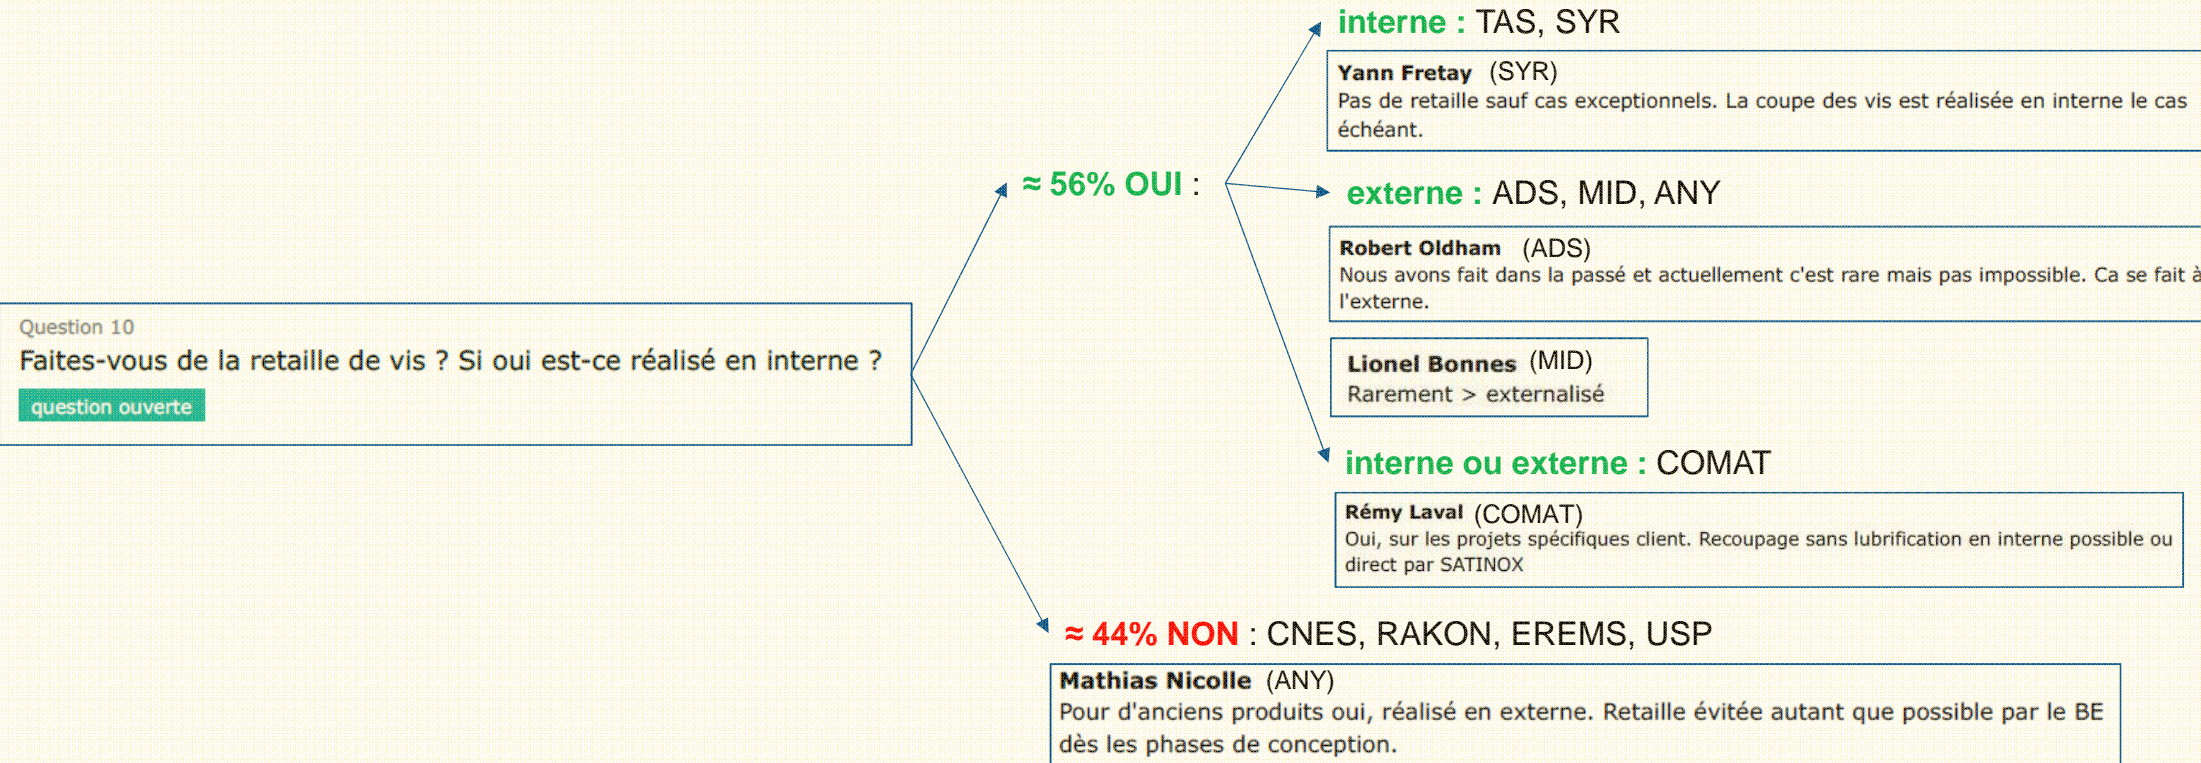 Question 10
Faites-vous de la retaille de vis ? Si oui est-ce réalisé en interne ?
question ouverte
≈ 56% OUI :
interne : TAS, SYR
Yann Fretay (SYR)
Pas de retaille sauf cas exceptionnels. La coupe des vis est réalisée en interne le cas
échéant.
externe : ADS, MID, ANY
Robert Oldham (ADS)
Nous avons fait dans la passé et actuellement c'est rare mais pas impossible. Ca se fait à
l'externe.
Lionel Bonnes (MID)
Rarement > externalisé
interne ou externe : COMAT
Rémy Laval (COMAT)
Oui, sur les projets spécifiques client. Recoupage sans lubrification en interne possible ou
direct par SATINOX
≈ 44% NON : CNES, RAKON, EREMS, USP
Mathias Nicolle (ANY)
Pour d'anciens produits oui, réalisé en externe. Retaille évitée autant que possible par le BE
dès les phases de conception.